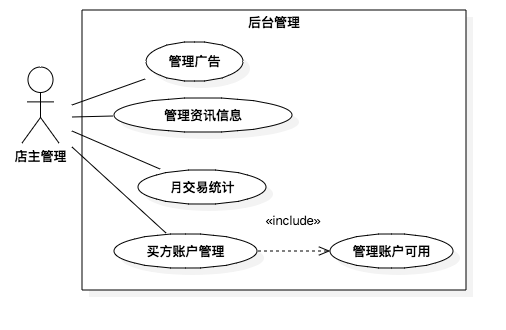 后台管理
管理广告
管理资讯信息
店主管理
月交易统计
«include»
买方账户管理
管理账户可用